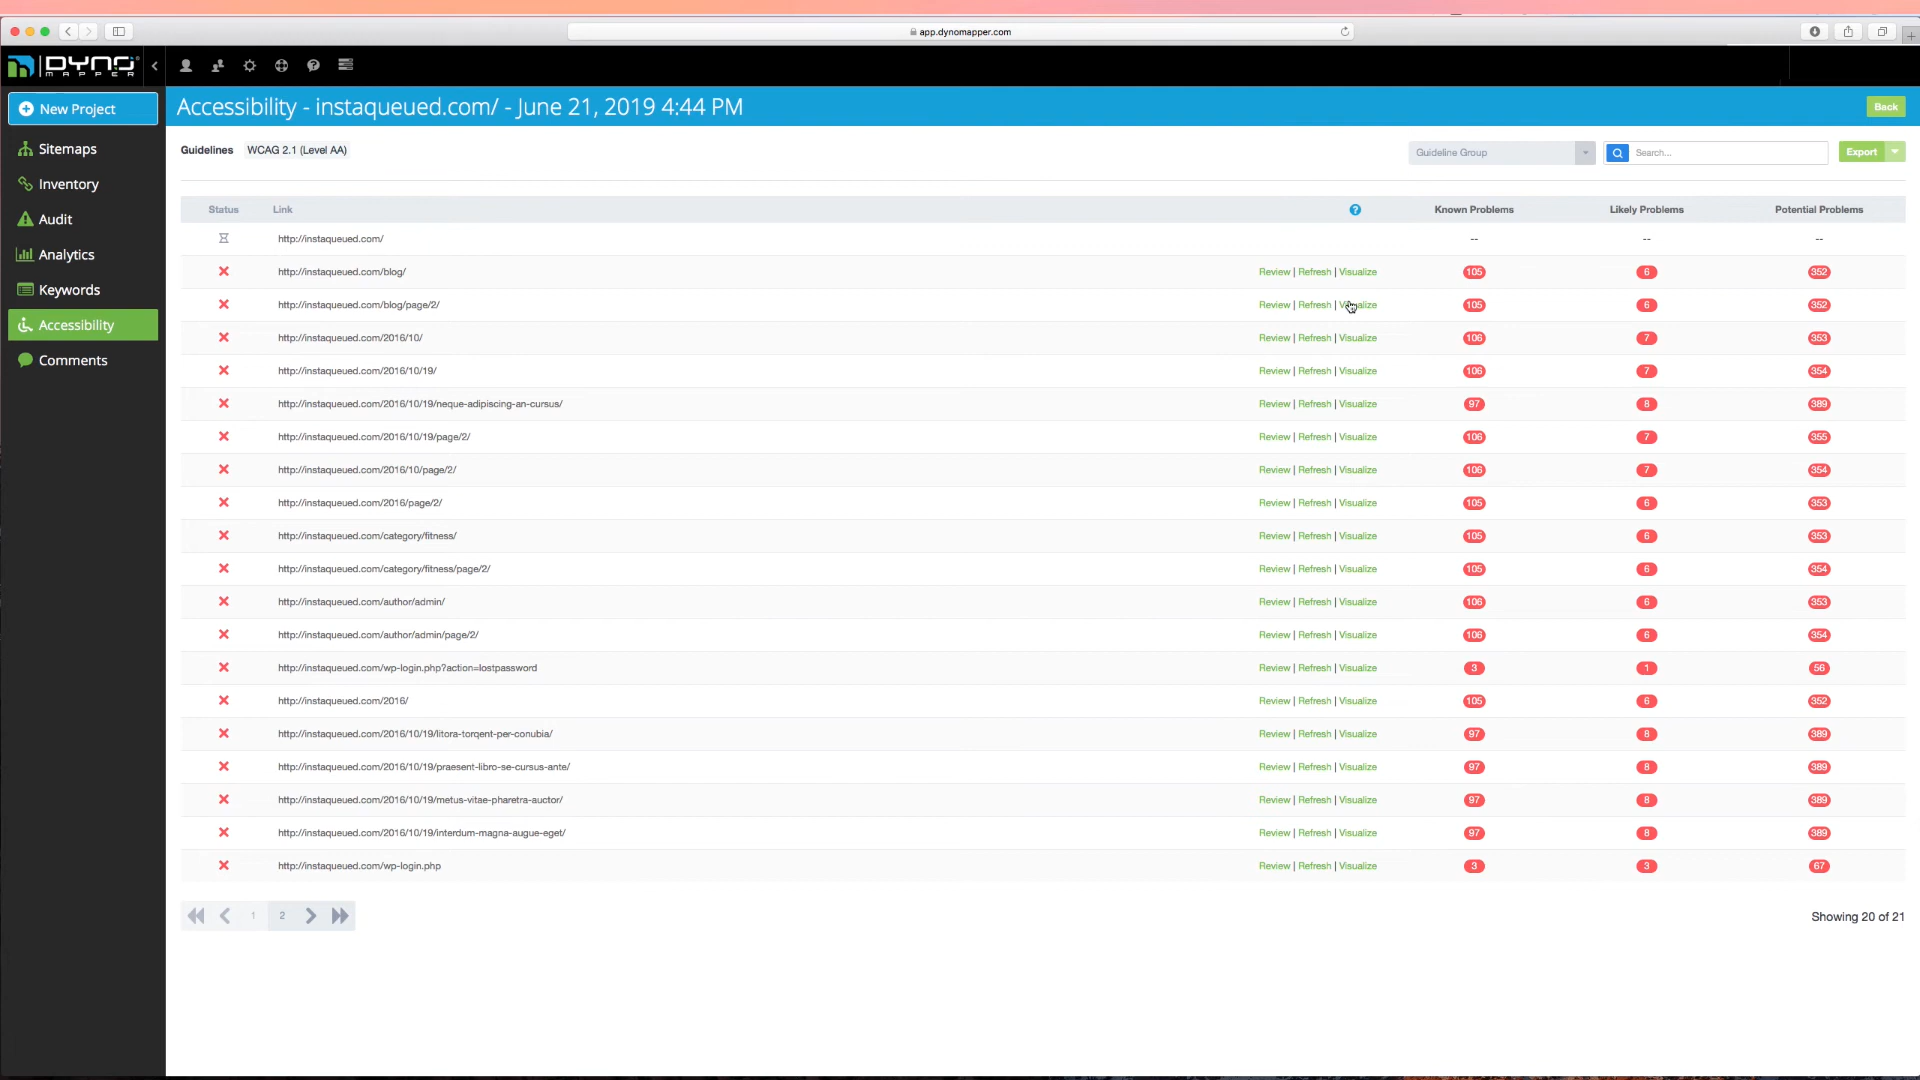 app.dynomapper.com
DYNO MAPPER
New Project
Accessibility - instaqueued.com/ - June 21, 2019 4:44 PM
Back
Sitemaps
Inventory
Audit
Analytics
Keywords
Accessibility
Comments
Guidelines WCAG 2.1 (Level AA)
Guideline Group
Search...
Export
Status Link ? Known Problems Likely Problems Potential Problems
http://instaqueued.com/ -- -- --
http://instaqueued.com/blog/ Review | Refresh | Visualize 105 6 352
http://instaqueued.com/blog/page/2/ Review | Refresh | Visualize 105 6 352
http://instaqueued.com/2016/10/ Review | Refresh | Visualize 106 7 353
http://instaqueued.com/2016/10/19/ Review | Refresh | Visualize 106 7 354
http://instaqueued.com/2016/10/19/neque-adipiscing-an-cursus/ Review | Refresh | Visualize 97 8 389
http://instaqueued.com/2016/10/19/page/2/ Review | Refresh | Visualize 106 7 355
http://instaqueued.com/2016/10/page/2/ Review | Refresh | Visualize 106 7 354
http://instaqueued.com/2016/page/2/ Review | Refresh | Visualize 105 6 353
http://instaqueued.com/category/fitness/ Review | Refresh | Visualize 105 6 353
http://instaqueued.com/category/fitness/page/2/ Review | Refresh | Visualize 105 6 354
http://instaqueued.com/author/admin/ Review | Refresh | Visualize 106 6 353
http://instaqueued.com/author/admin/page/2/ Review | Refresh | Visualize 106 6 354
http://instaqueued.com/wp-login.php?action=lostpassword Review | Refresh | Visualize 3 1 56
http://instaqueued.com/2016/ Review | Refresh | Visualize 105 6 352
http://instaqueued.com/2016/10/19/litora-torqent-per-conubia/ Review | Refresh | Visualize 97 8 389
http://instaqueued.com/2016/10/19/praesent-libro-se-cursus-ante/ Review | Refresh | Visualize 97 8 389
http://instaqueued.com/2016/10/19/metus-vitae-pharetra-auctor/ Review | Refresh | Visualize 97 8 389
http://instaqueued.com/2016/10/19/interdum-magna-augue-eget/ Review | Refresh | Visualize 97 8 389
http://instaqueued.com/wp-login.php Review | Refresh | Visualize 3 3 67
1 2
Showing 20 of 21